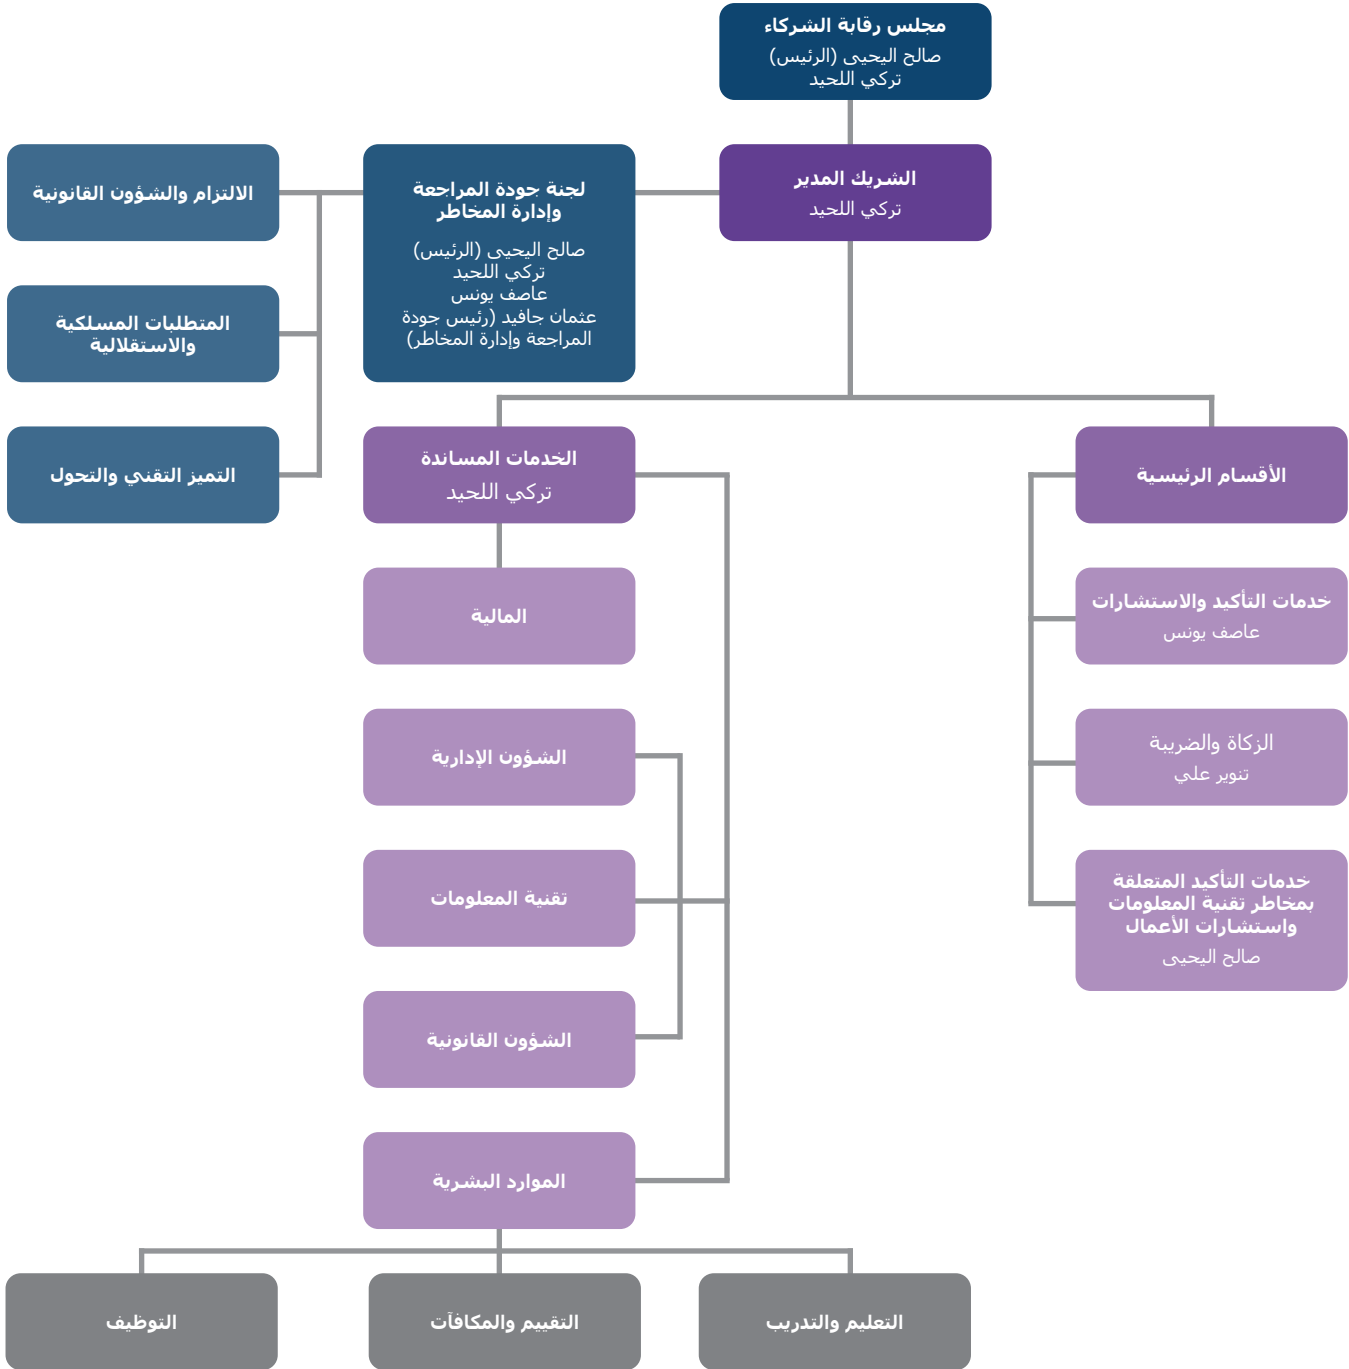 مجلس رقابة الشركاء
صالح اليحيى (الرئيس)
تركي اللحيد
الشريك المدير
تركي اللحيد
لجنة جودة المراجعة
وإدارة المخاطر
صالح اليحيى (الرئيس)
تركي اللحيد
عاصف يونس
عثمان جافيد (رئيس جودة
المراجعة وإدارة المخاطر)
الالتزام والشؤون القانونية
المتطلبات المسلكية
والاستقلالية
التميز التقني والتحول
الأقسام الرئيسية
خدمات التأكيد والاستشارات
عاصف يونس
الزكاة والضريبة
تنوير علي
خدمات التأكيد المتعلقة
بمخاطر تقنية المعلومات
واستشارات الأعمال
صالح اليحيى
الخدمات المساندة
تركي اللحيد
المالية
الشؤون الإدارية
تقنية المعلومات
الشؤون القانونية
الموارد البشرية
التعليم والتدريب
التقييم والمكافآت
التوظيف